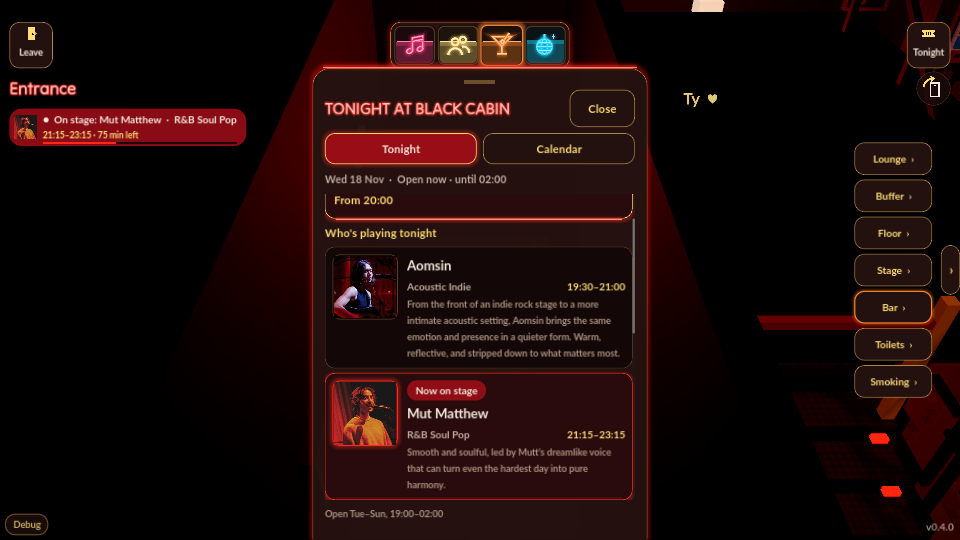 Leave
Tonight
Entrance
● On stage: Mut Matthew · R&B Soul Pop
21:15–23:15 · 75 min left
TONIGHT AT BLACK CABIN
Close
Tonight
Calendar
Wed 18 Nov · Open now · until 02:00
From 20:00
Who's playing tonight
Aomsin
Acoustic Indie
19:30–21:00
From the front of an indie rock stage to a more
intimate acoustic setting, Aomsin brings the same
emotion and presence in a quieter form. Warm,
reflective, and stripped down to what matters most.
Now on stage
Mut Matthew
R&B Soul Pop
21:15–23:15
Smooth and soulful, led by Mutt's dreamlike voice
that can turn even the hardest day into pure
harmony.
Open Tue–Sun, 19:00–02:00
Ty ♥
Lounge ›
Buffer ›
Floor ›
Stage ›
Bar ›
Toilets ›
Smoking ›
›
Debug
v0.4.0